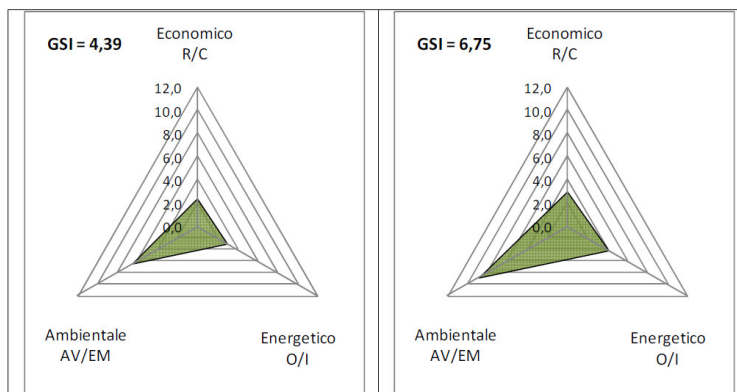 GSI = 4,39
Economico
R/C
12,0
10,0
8,0
6,0
4,0
2,0
0,0
Ambientale
AV/EM
Energetico
O/I
GSI = 6,75
Economico
R/C
12,0
10,0
8,0
6,0
4,0
2,0
0,0
Ambientale
AV/EM
Energetico
O/I